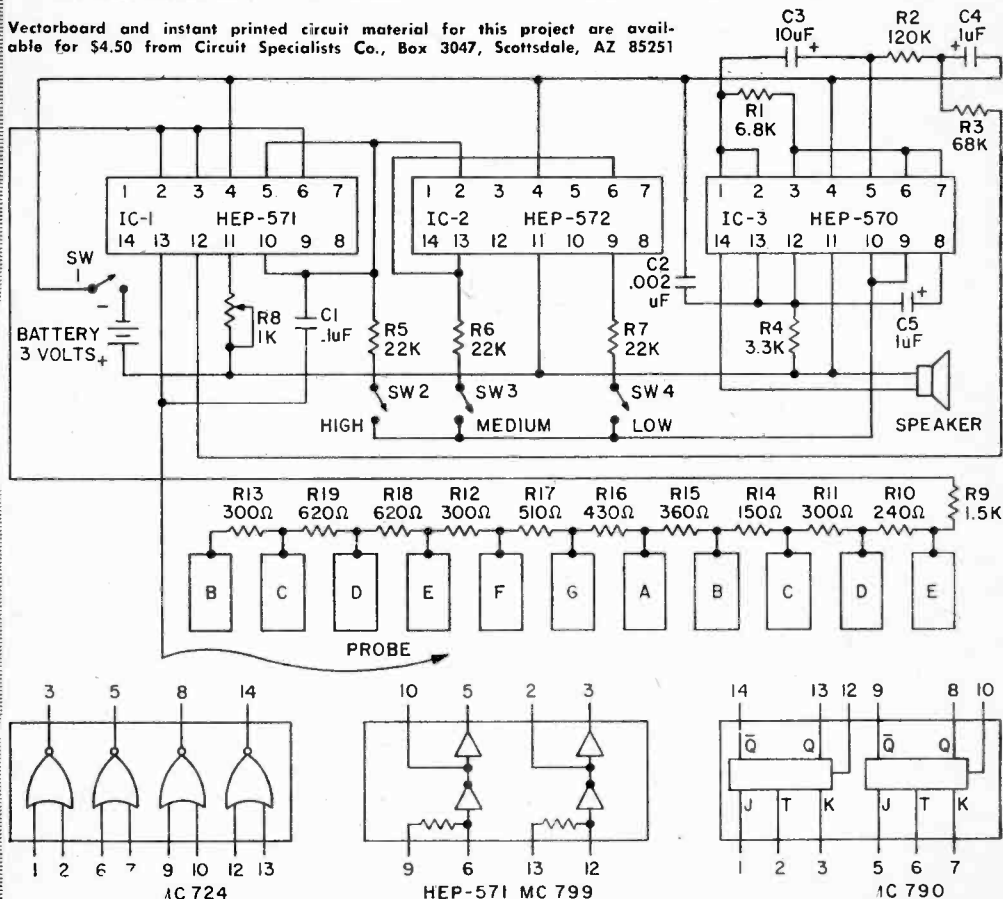 Vectorboard and instant printed circuit material for this project are avail-
able for $4.50 from Circuit Specialists Co., Box 3047, Scottsdale, AZ 85251
C3
10uF
+
R2
120K
C4
1uF
+
R1
6.8K
R3
68K
1 2 3 4 5 6 7
IC-1 HEP-571
14 13 12 11 10 9 8
1 2 3 4 5 6 7
IC-2 HEP-572
14 13 12 11 10 9 8
1 2 3 4 5 6 7
IC-3 HEP-570
14 13 12 11 10 9 8
SW
1
-
BATTERY
3 VOLTS
+
R8
1K
C1
.1uF
R5
22K
R6
22K
R7
22K
C2
.002
uF
R4
3.3K
C5
1uF
+
SW2
SW3
SW4
HIGH
MEDIUM
LOW
SPEAKER
R13 R19 R18 R12 R17 R16 R15 R14 R11 R10 R9
300Ω 620Ω 620Ω 300Ω 510Ω 430Ω 360Ω 150Ω 300Ω 240Ω 1.5K
B C D E F G A B C D E
PROBE
3 5 8 14
1 2 6 7 9 10 12 13
MC 724
10 5 2 3
9 6 13 12
HEP-571 MC 799
14 13 12 9 8 10
Q̅ Q Q̅ Q
J T K J T K
1 2 3 5 6 7
MC 790